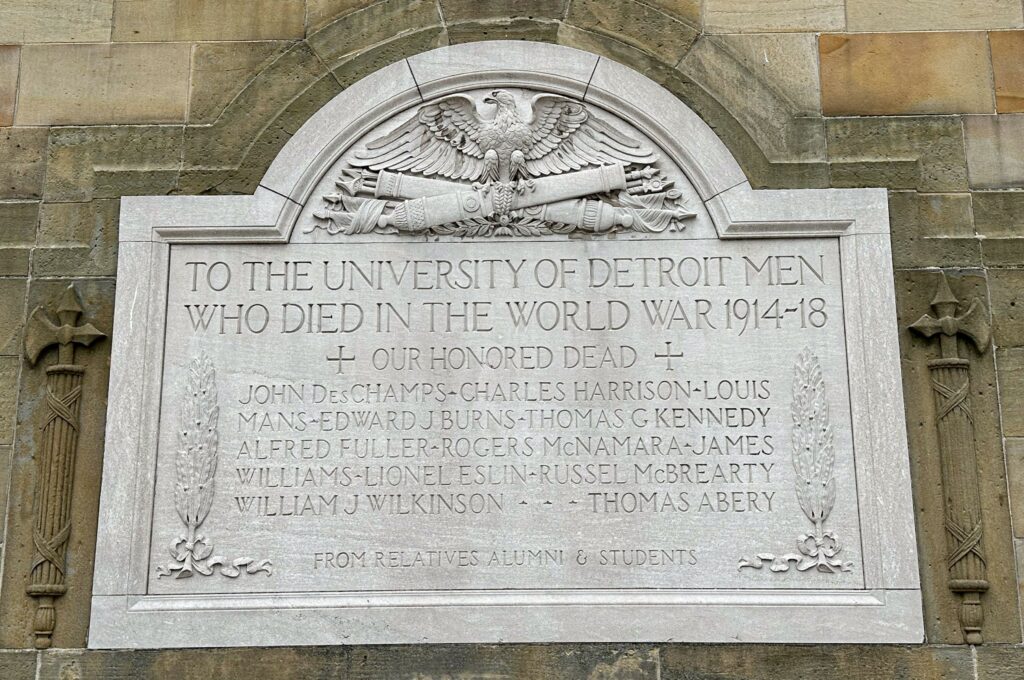 TO THE UNIVERSITY OF DETROIT MEN
WHO DIED IN THE WORLD WAR 1914-18
OUR HONORED DEAD
JOHN DESCHAMPS-CHARLES HARRISON-LOUIS
MANS-EDWARD J BURNS-THOMAS G KENNEDY
ALFRED FULLER-ROGERS MCNAMARA-JAMES
WILLIAMS-LIONEL ESLIN-RUSSEL MCBREARTY
WILLIAM J WILKINSON - - - THOMAS ABERY
FROM RELATIVES ALUMNI & STUDENTS